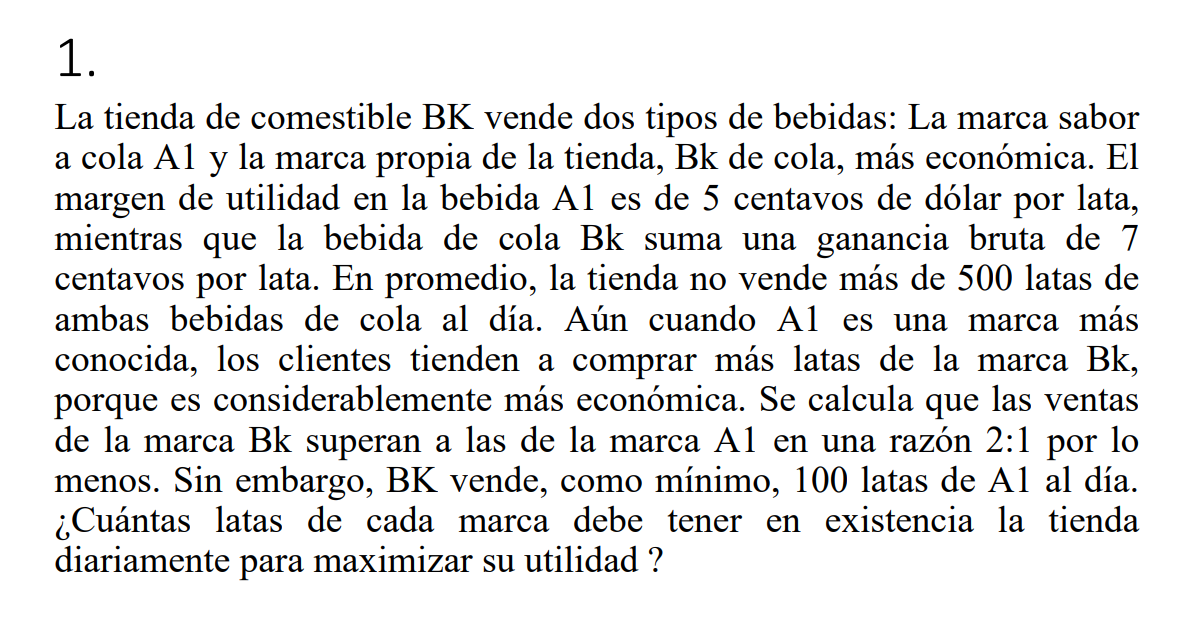 1.
La tienda de comestible BK vende dos tipos de bebidas: La marca sabor
a cola A1 y la marca propia de la tienda, Bk de cola, más económica. El
margen de utilidad en la bebida A1 es de 5 centavos de dólar por lata,
mientras que la bebida de cola Bk suma una ganancia bruta de 7
centavos por lata. En promedio, la tienda no vende más de 500 latas de
ambas bebidas de cola al día. Aún cuando A1 es una marca más
conocida, los clientes tienden a comprar más latas de la marca Bk,
porque es considerablemente más económica. Se calcula que las ventas
de la marca Bk superan a las de la marca A1 en una razón 2:1 por lo
menos. Sin embargo, BK vende, como mínimo, 100 latas de A1 al día.
¿Cuántas latas de cada marca debe tener en existencia la tienda
diariamente para maximizar su utilidad ?